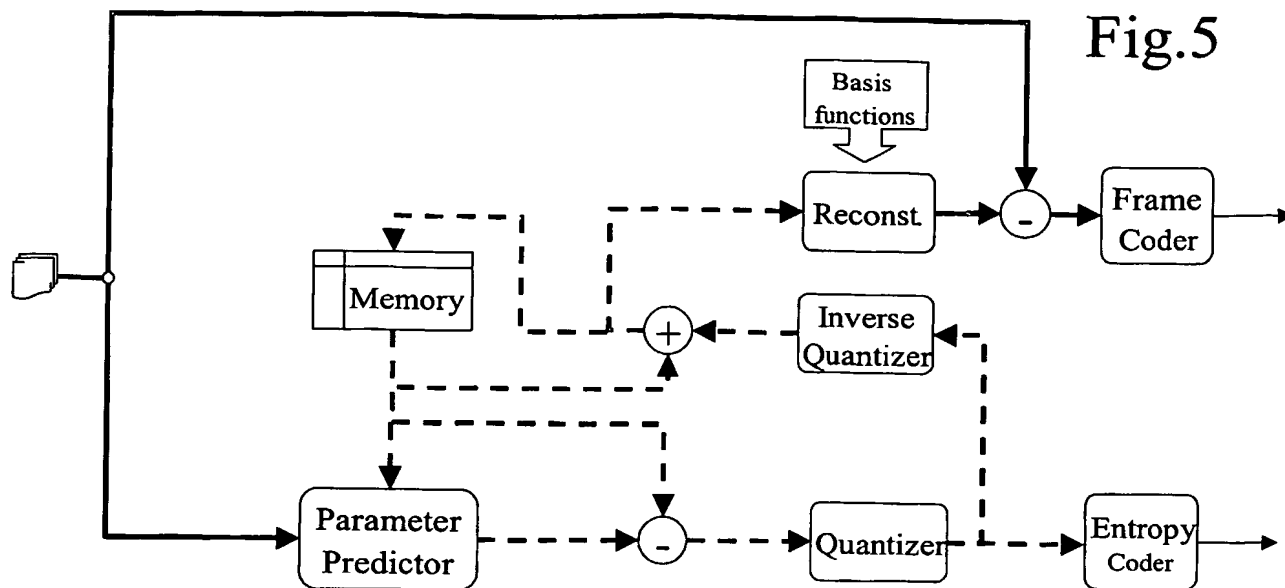 Fig.5
Basis
functions
Reconst.
-
Frame
Coder
Memory
+
Inverse
Quantizer
Parameter
Predictor
-
Quantizer
Entropy
Coder